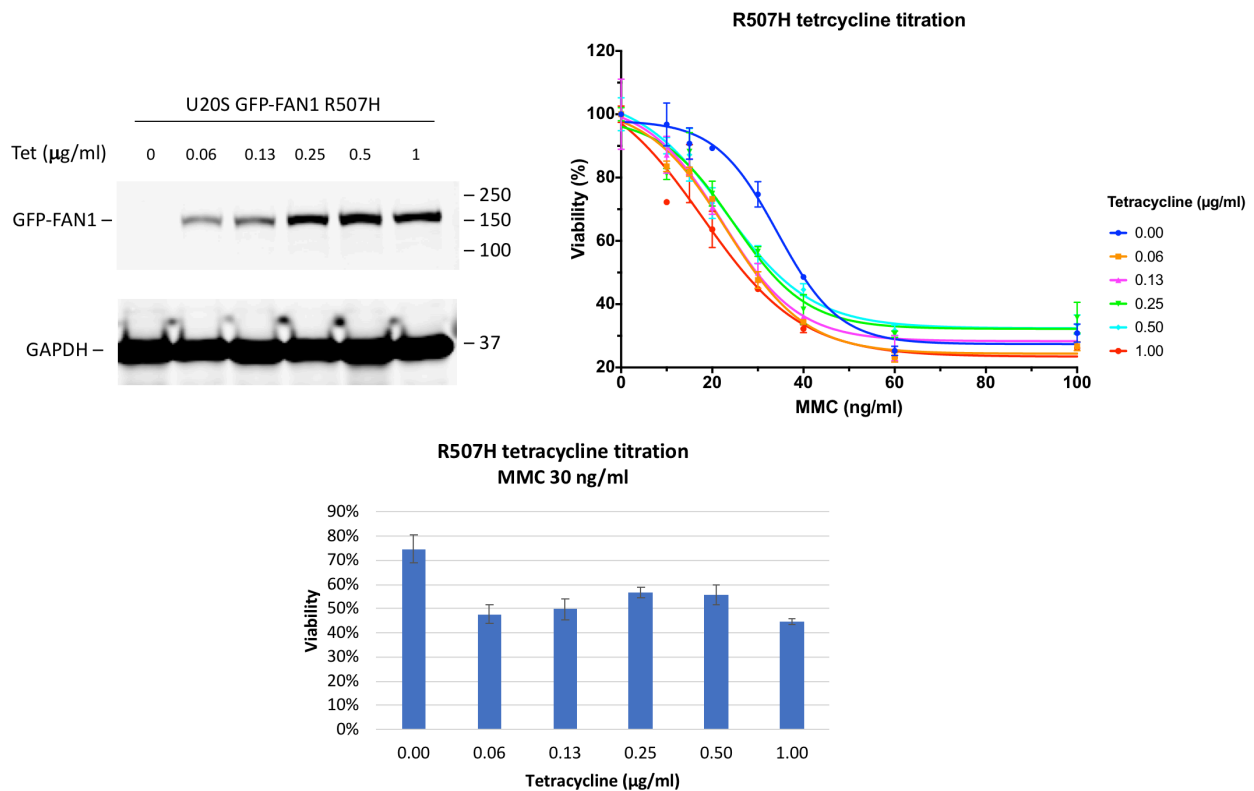 U20S GFP-FAN1 R507H
Tet (µg/ml) 0 0.06 0.13 0.25 0.5 1
GFP-FAN1 –
– 250
– 150
– 100
GAPDH –
– 37
R507H tetrcycline titration
Viability (%)
120
100
80
60
40
20
0 20 40 60 80 100
MMC (ng/ml)
Tetracycline (µg/ml)
0.00
0.06
0.13
0.25
0.50
1.00
R507H tetracycline titration
MMC 30 ng/ml
Viability
90%
80%
70%
60%
50%
40%
30%
20%
10%
0%
0.00 0.06 0.13 0.25 0.50 1.00
Tetracycline (µg/ml)